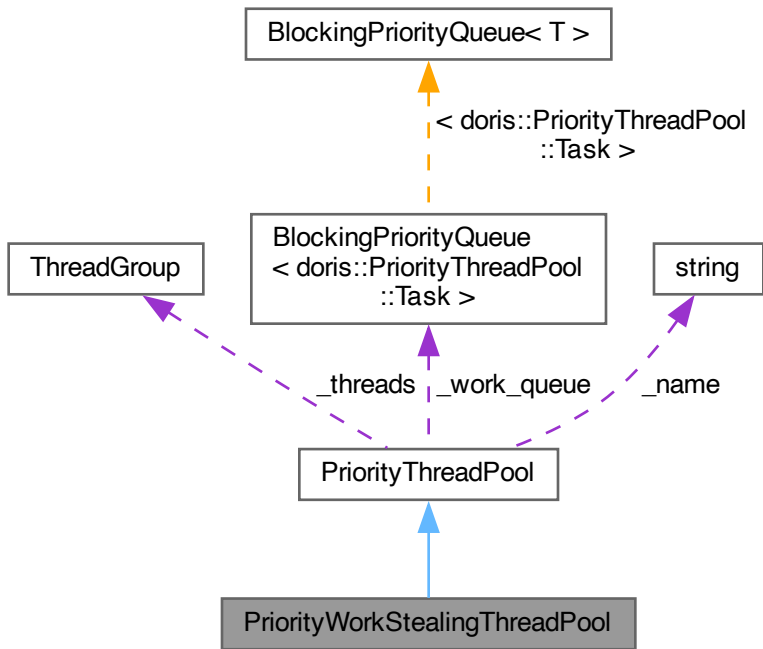 BlockingPriorityQueue< T >
< doris::PriorityThreadPool
::Task >
ThreadGroup
BlockingPriorityQueue
< doris::PriorityThreadPool
::Task >
string
_threads
_work_queue
_name
PriorityThreadPool
PriorityWorkStealingThreadPool